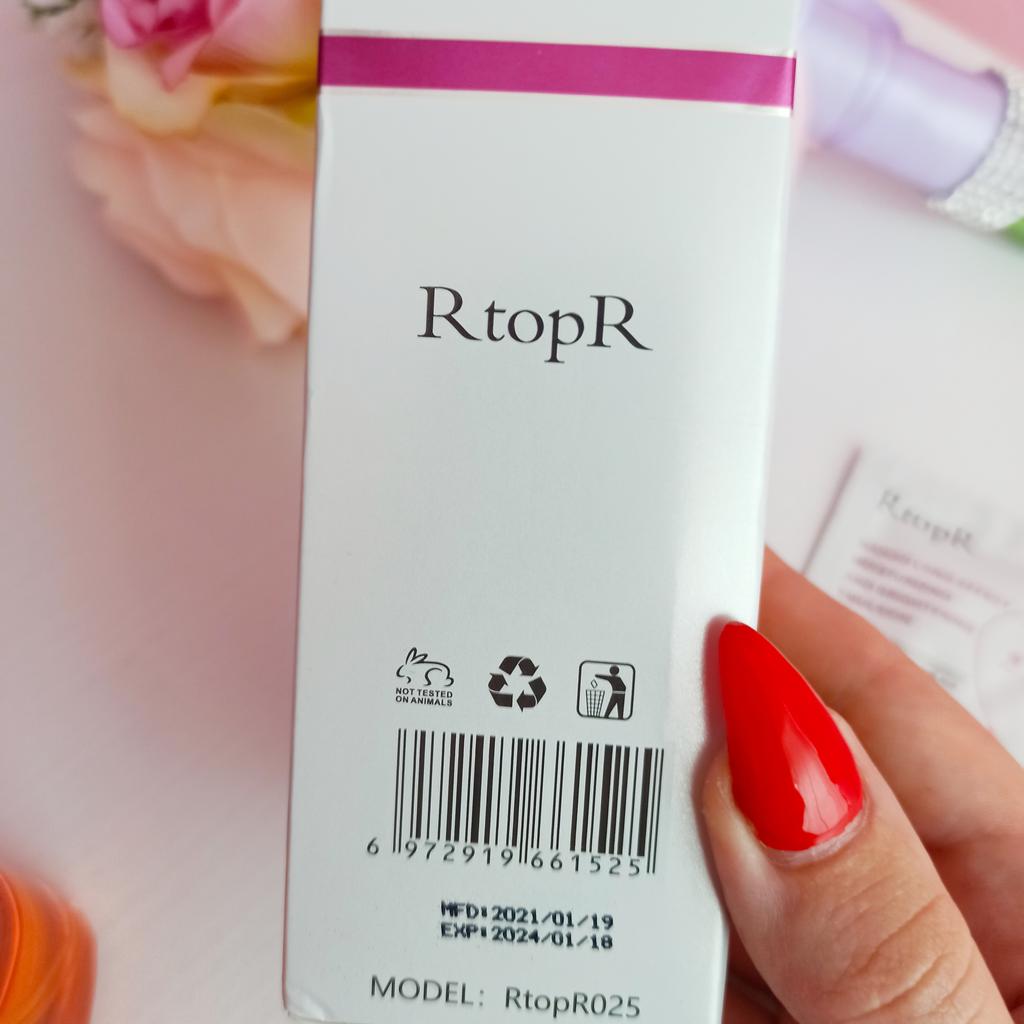 RtopR
RtopR
NOT TESTED
ON ANIMALS
6 972919 661525
MFD:2021/01/19
EXP:2024/01/18
MODEL: RtopR025